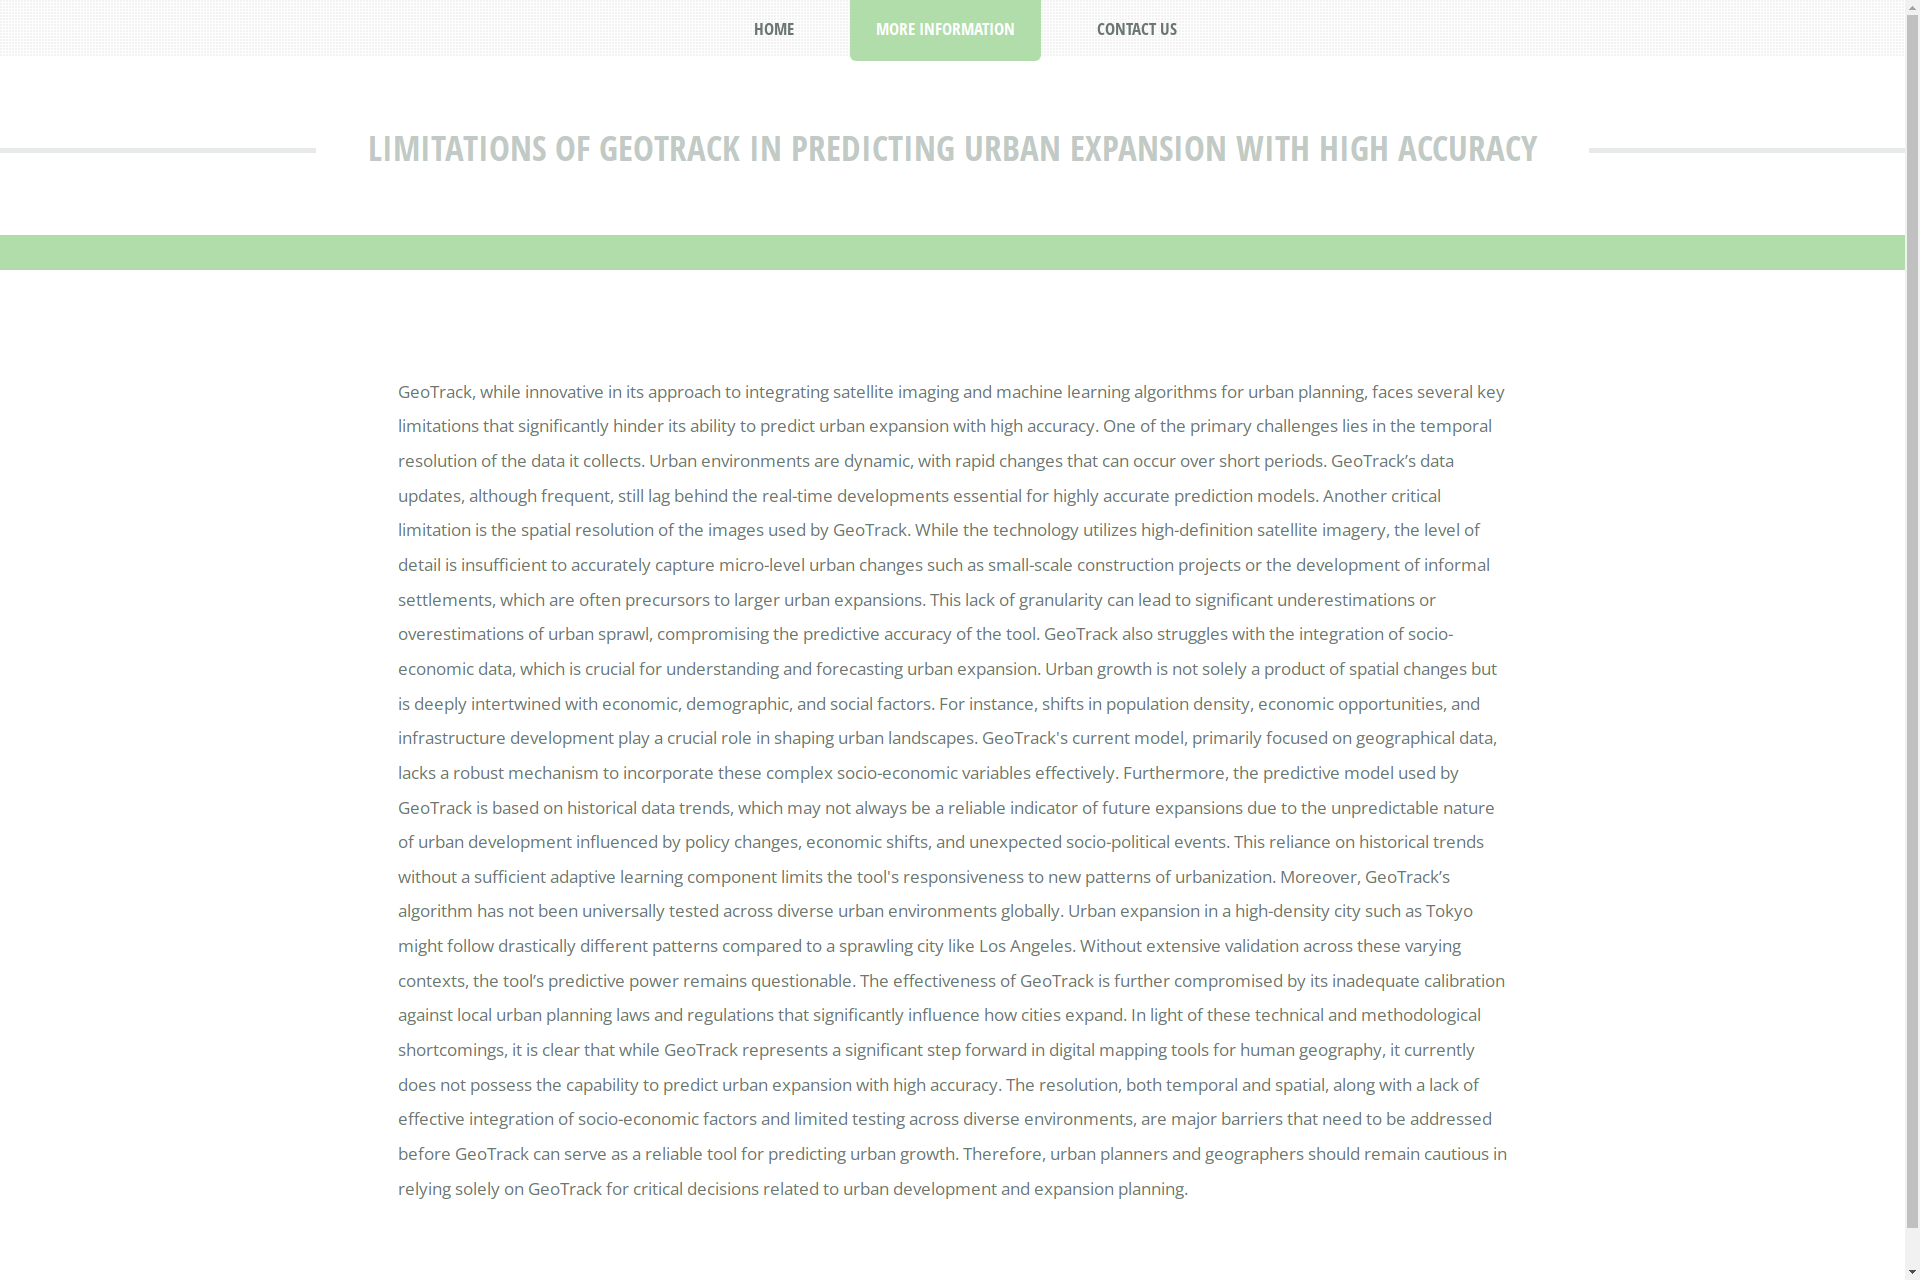 HOME
MORE INFORMATION
CONTACT US
LIMITATIONS OF GEOTRACK IN PREDICTING URBAN EXPANSION WITH HIGH ACCURACY
GeoTrack, while innovative in its approach to integrating satellite imaging and machine learning algorithms for urban planning, faces several key
limitations that significantly hinder its ability to predict urban expansion with high accuracy. One of the primary challenges lies in the temporal
resolution of the data it collects. Urban environments are dynamic, with rapid changes that can occur over short periods. GeoTrack’s data
updates, although frequent, still lag behind the real-time developments essential for highly accurate prediction models. Another critical
limitation is the spatial resolution of the images used by GeoTrack. While the technology utilizes high-definition satellite imagery, the level of
detail is insufficient to accurately capture micro-level urban changes such as small-scale construction projects or the development of informal
settlements, which are often precursors to larger urban expansions. This lack of granularity can lead to significant underestimations or
overestimations of urban sprawl, compromising the predictive accuracy of the tool. GeoTrack also struggles with the integration of socio-
economic data, which is crucial for understanding and forecasting urban expansion. Urban growth is not solely a product of spatial changes but
is deeply intertwined with economic, demographic, and social factors. For instance, shifts in population density, economic opportunities, and
infrastructure development play a crucial role in shaping urban landscapes. GeoTrack's current model, primarily focused on geographical data,
lacks a robust mechanism to incorporate these complex socio-economic variables effectively. Furthermore, the predictive model used by
GeoTrack is based on historical data trends, which may not always be a reliable indicator of future expansions due to the unpredictable nature
of urban development influenced by policy changes, economic shifts, and unexpected socio-political events. This reliance on historical trends
without a sufficient adaptive learning component limits the tool's responsiveness to new patterns of urbanization. Moreover, GeoTrack’s
algorithm has not been universally tested across diverse urban environments globally. Urban expansion in a high-density city such as Tokyo
might follow drastically different patterns compared to a sprawling city like Los Angeles. Without extensive validation across these varying
contexts, the tool’s predictive power remains questionable. The effectiveness of GeoTrack is further compromised by its inadequate calibration
against local urban planning laws and regulations that significantly influence how cities expand. In light of these technical and methodological
shortcomings, it is clear that while GeoTrack represents a significant step forward in digital mapping tools for human geography, it currently
does not possess the capability to predict urban expansion with high accuracy. The resolution, both temporal and spatial, along with a lack of
effective integration of socio-economic factors and limited testing across diverse environments, are major barriers that need to be addressed
before GeoTrack can serve as a reliable tool for predicting urban growth. Therefore, urban planners and geographers should remain cautious in
relying solely on GeoTrack for critical decisions related to urban development and expansion planning.